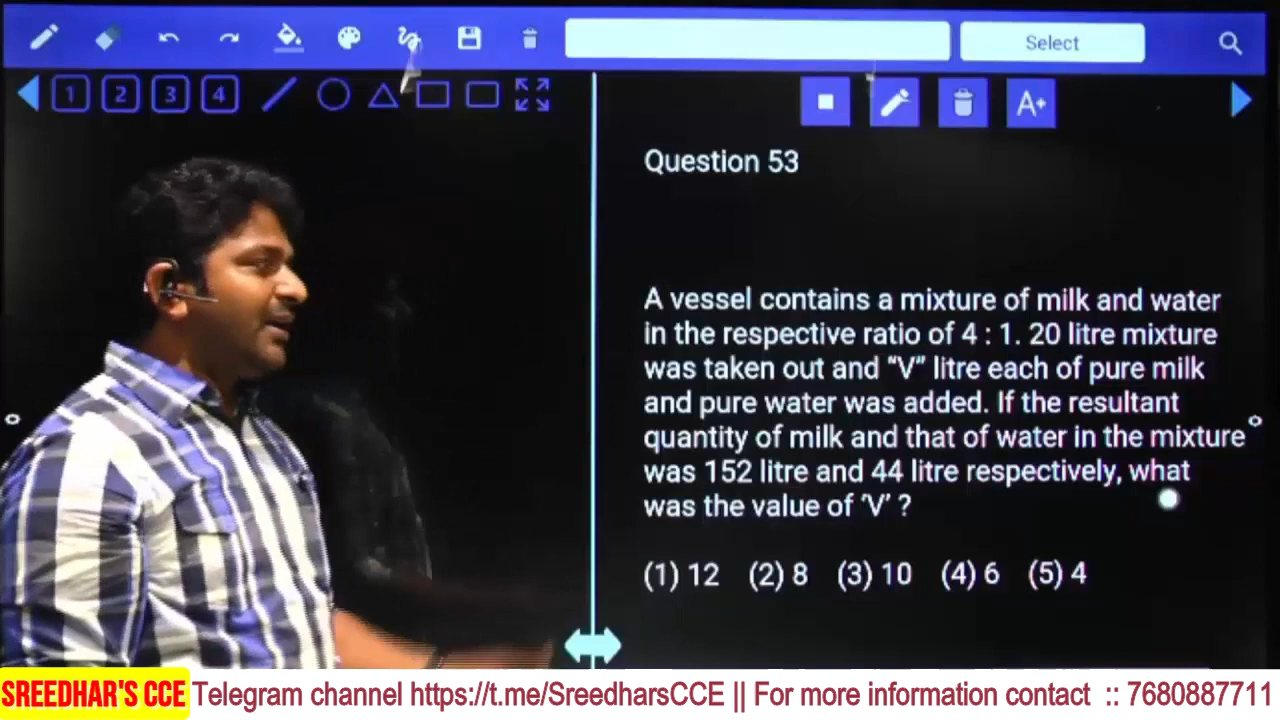 Select
1 2 3 4
A+
Question 53
A vessel contains a mixture of milk and water
in the respective ratio of 4 : 1. 20 litre mixture
was taken out and “V” litre each of pure milk
and pure water was added. If the resultant
quantity of milk and that of water in the mixture
was 152 litre and 44 litre respectively, what
was the value of ‘V’ ?
(1) 12 (2) 8 (3) 10 (4) 6 (5) 4
SREEDHAR'S CCE Telegram channel https://t.me/SreedharsCCE || For more information contact :: 7680887711